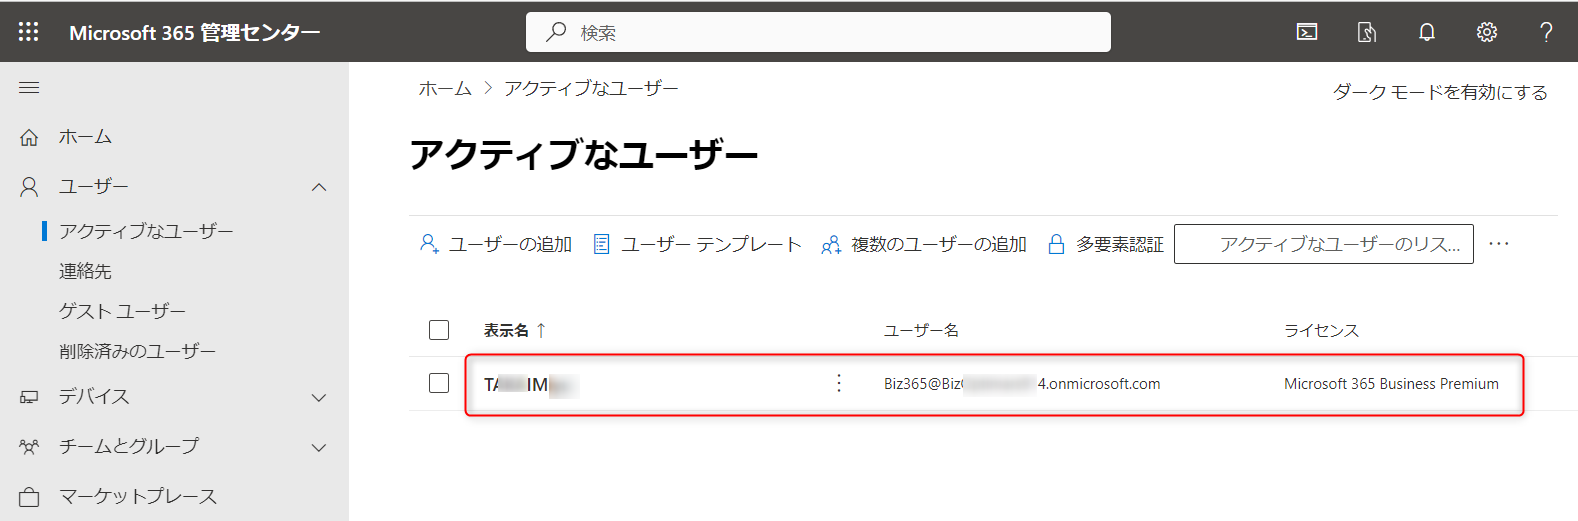 Microsoft 365 管理センター
検索
ホーム
ユーザー
アクティブなユーザー
連絡先
ゲスト ユーザー
削除済みのユーザー
デバイス
チームとグループ
マーケットプレース
ホーム > アクティブなユーザー
ダーク モードを有効にする
アクティブなユーザー
ユーザーの追加 ユーザー テンプレート 複数のユーザーの追加 多要素認証 アクティブなユーザーのリス... ...
表示名 ↑ ユーザー名 ライセンス
Biz365@Biz 4.onmicrosoft.com Microsoft 365 Business Premium